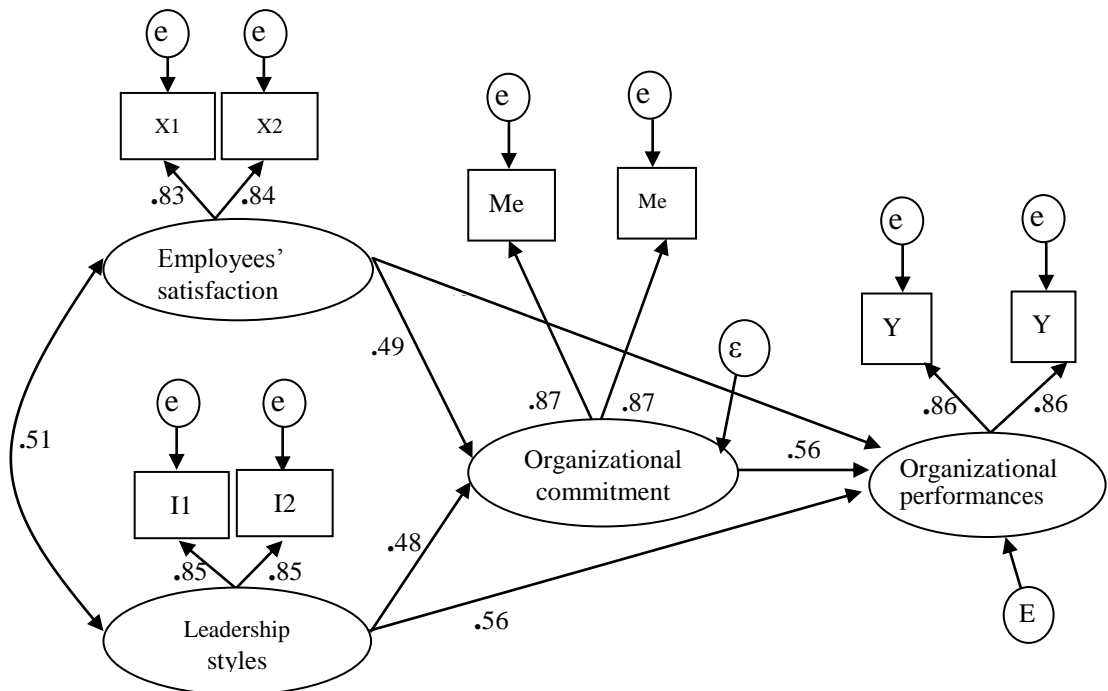 e e
X1 X2
.83 .84
Employees’
satisfaction
e e
Me Me
.87 .87
ε
Organizational
commitment
.49
.51
.48
e e
I1 I2
.85 .85
Leadership
styles
.56
.56
e e
Y Y
.86 .86
Organizational
performances
E